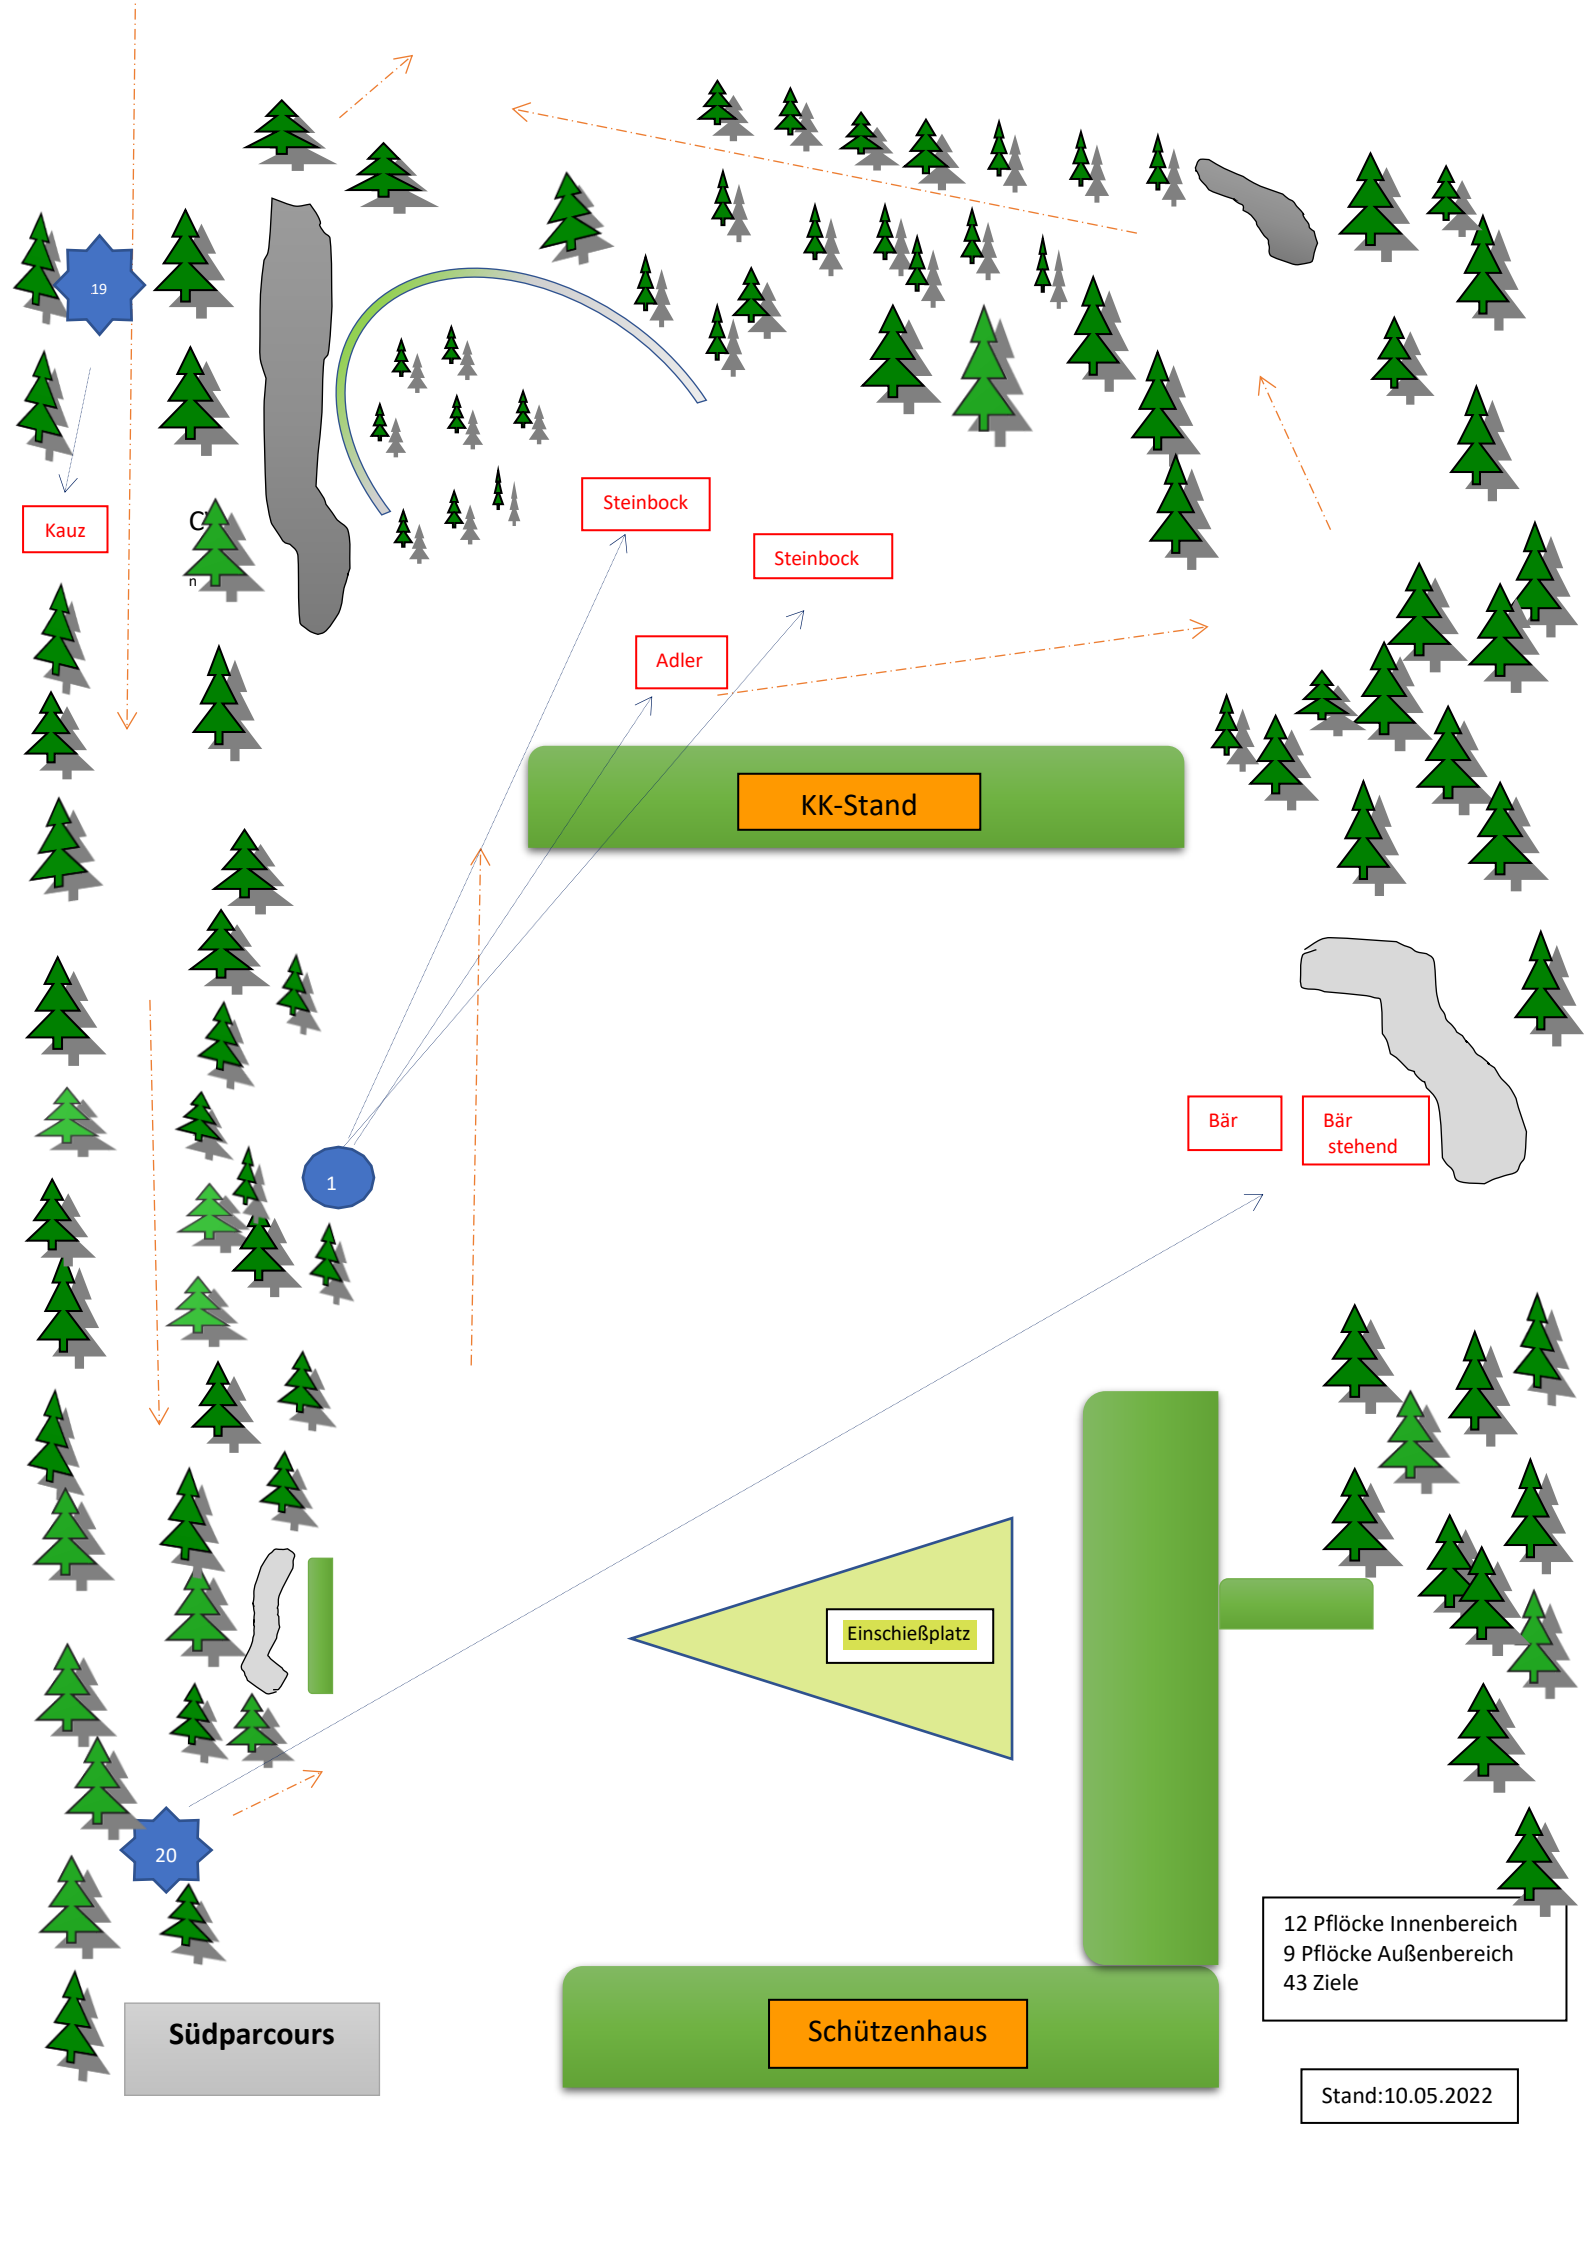 19
Kauz
C
n
Steinbock
Steinbock
Adler
KK-Stand
Bär
Bär
stehend
1
Einschießplatz
20
12 Pflöcke Innenbereich
9 Pflöcke Außenbereich
43 Ziele
Südparcours
Schützenhaus
Stand:10.05.2022